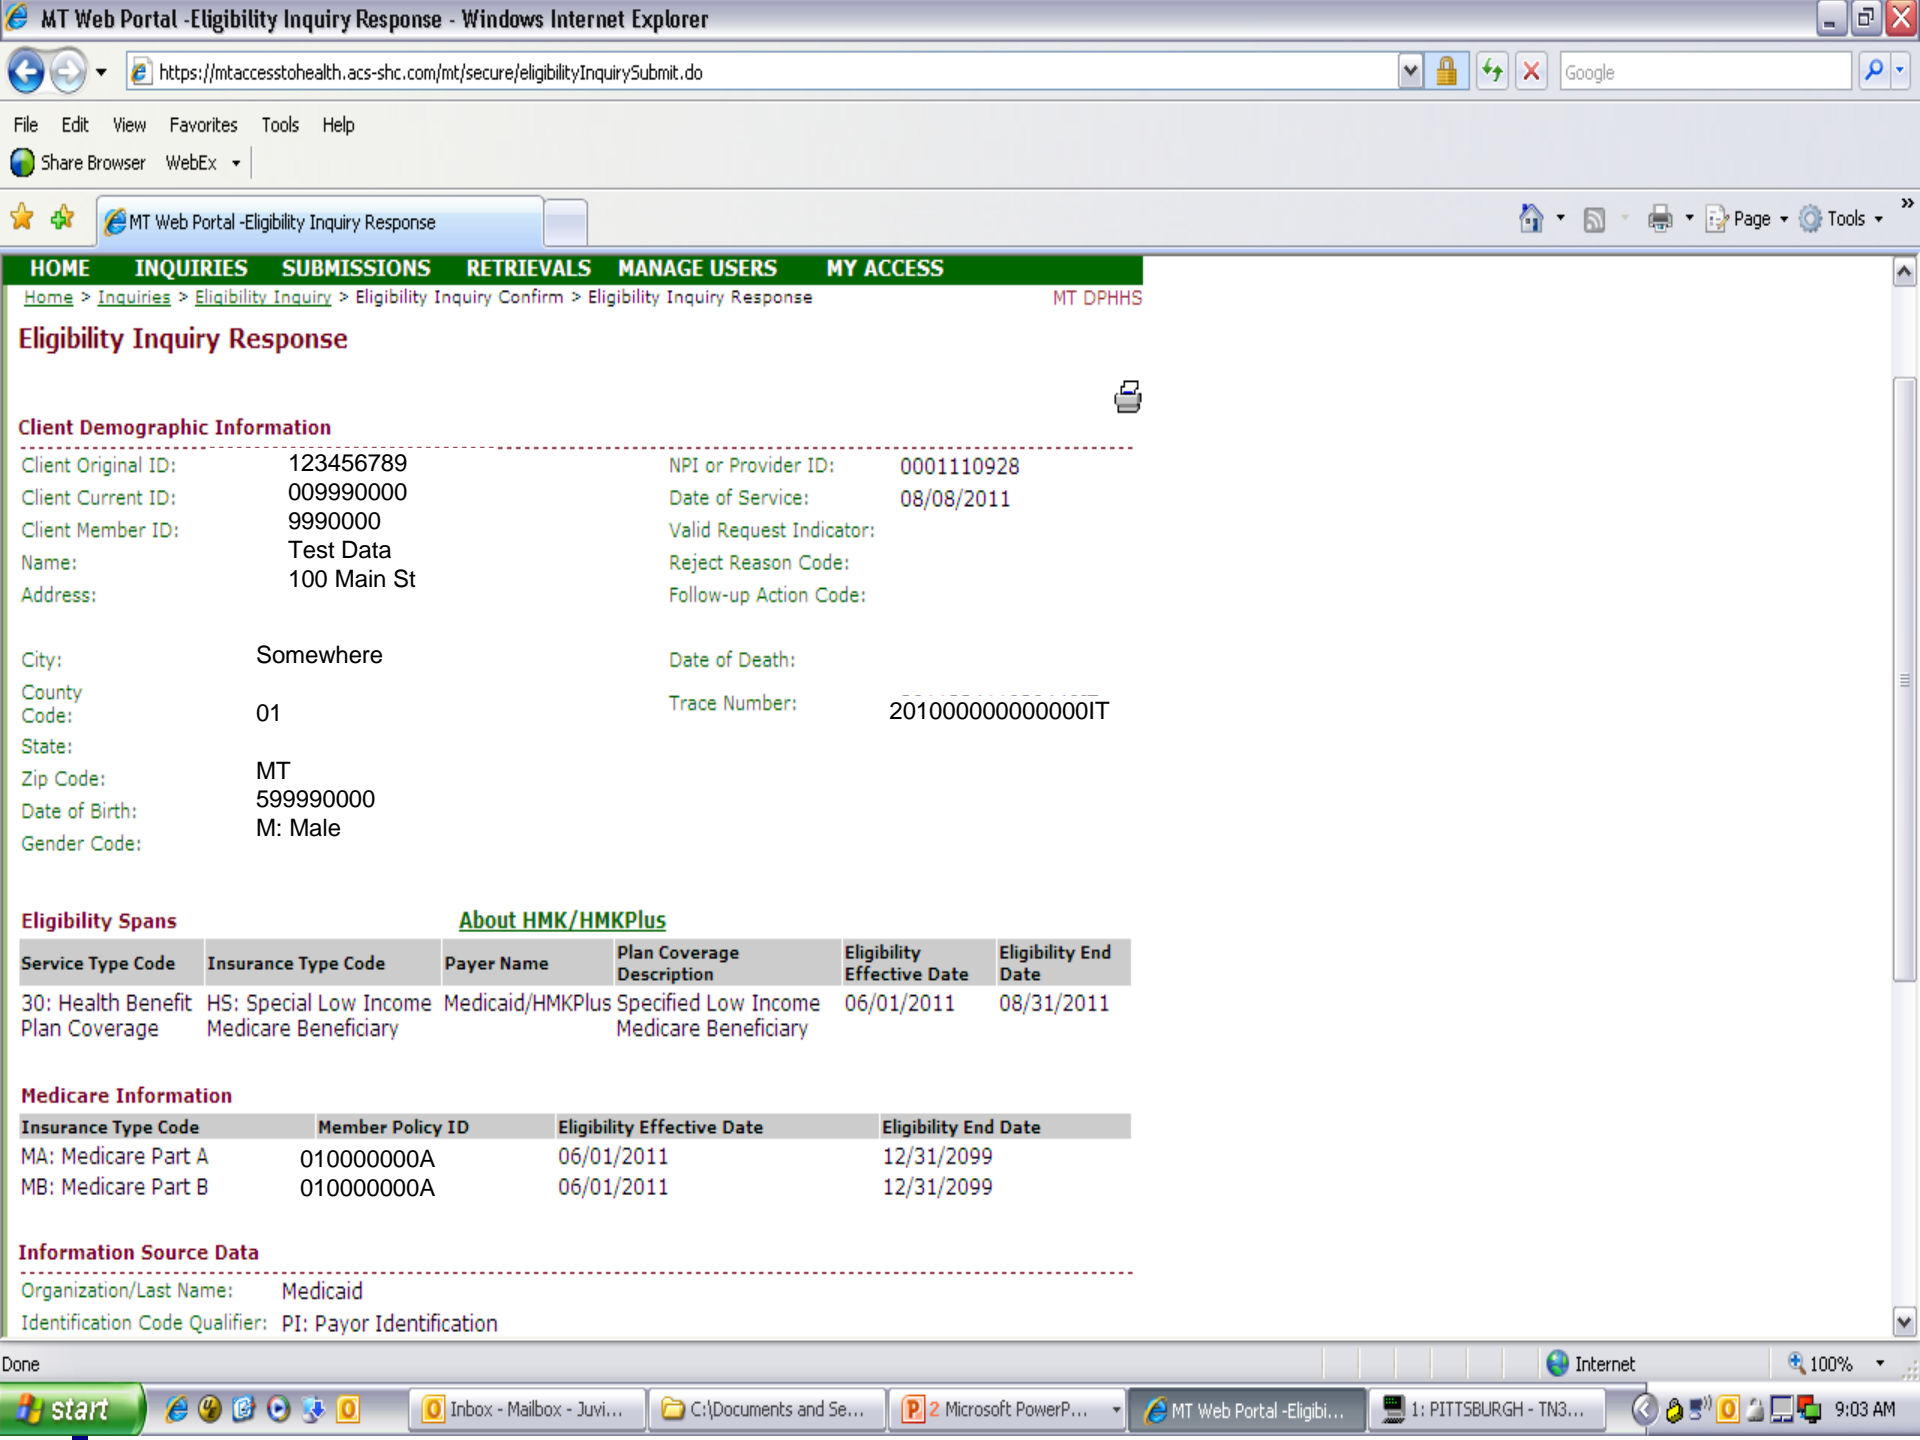 MT Web Portal -Eligibility Inquiry Response - Windows Internet Explorer
https://mtaccesstohealth.acs-shc.com/mt/secure/eligibilityInquirySubmit.do
Google
File Edit View Favorites Tools Help
Share Browser WebEx
MT Web Portal -Eligibility Inquiry Response
Page Tools »
HOME INQUIRIES SUBMISSIONS RETRIEVALS MANAGE USERS MY ACCESS
Home > Inquiries > Eligibility Inquiry > Eligibility Inquiry Confirm > Eligibility Inquiry Response MT DPHHS
Eligibility Inquiry Response
Client Demographic Information
Client Original ID: 123456789 NPI or Provider ID: 0001110928
Client Current ID: 009990000 Date of Service: 08/08/2011
Client Member ID: 9990000 Valid Request Indicator:
Name: Test Data Reject Reason Code:
Address: 100 Main St Follow-up Action Code:
City: Somewhere Date of Death:
County
Code: 01 Trace Number: 201000000000000IT
State:
Zip Code: MT
Date of Birth: 599990000
Gender Code: M: Male
Eligibility Spans About HMK/HMKPlus
Service Type Code Insurance Type Code Payer Name Plan Coverage Description Eligibility Effective Date Eligibility End Date
30: Health Benefit HS: Special Low Income Medicaid/HMKPlus Specified Low Income 06/01/2011 08/31/2011
Plan Coverage Medicare Beneficiary Medicare Beneficiary
Medicare Information
Insurance Type Code Member Policy ID Eligibility Effective Date Eligibility End Date
MA: Medicare Part A 010000000A 06/01/2011 12/31/2099
MB: Medicare Part B 010000000A 06/01/2011 12/31/2099
Information Source Data
Organization/Last Name: Medicaid
Identification Code Qualifier: PI: Payor Identification
Done Internet 100%
start Inbox - Mailbox - Juvi... C:\Documents and Se... 2 Microsoft PowerP... MT Web Portal -Eligibi... 1: PITTSBURGH - TN3... 9:03 AM